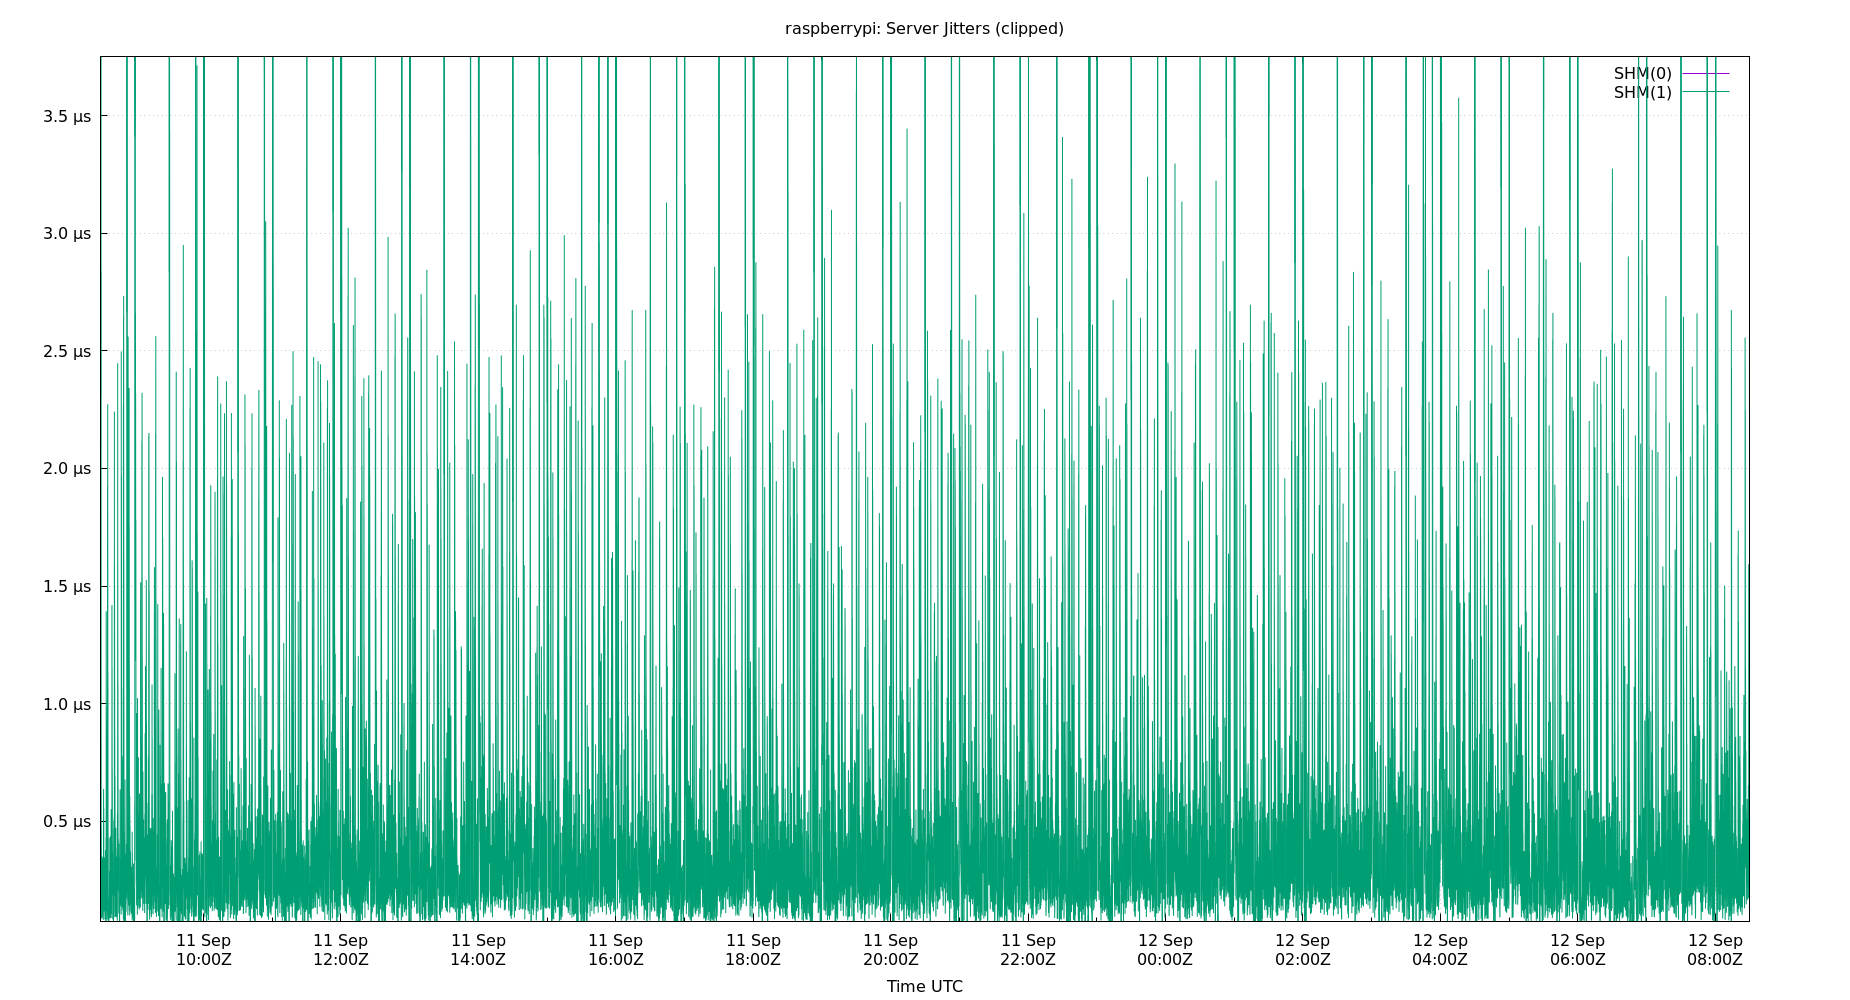 raspberrypi: Server Jitters (clipped)
SHM(0)
SHM(1)
3.5 µs
3.0 µs
2.5 µs
2.0 µs
1.5 µs
1.0 µs
0.5 µs
11 Sep 11 Sep 11 Sep 11 Sep 11 Sep 11 Sep 11 Sep 12 Sep 12 Sep 12 Sep 12 Sep 12 Sep
10:00Z 12:00Z 14:00Z 16:00Z 18:00Z 20:00Z 22:00Z 00:00Z 02:00Z 04:00Z 06:00Z 08:00Z
Time UTC